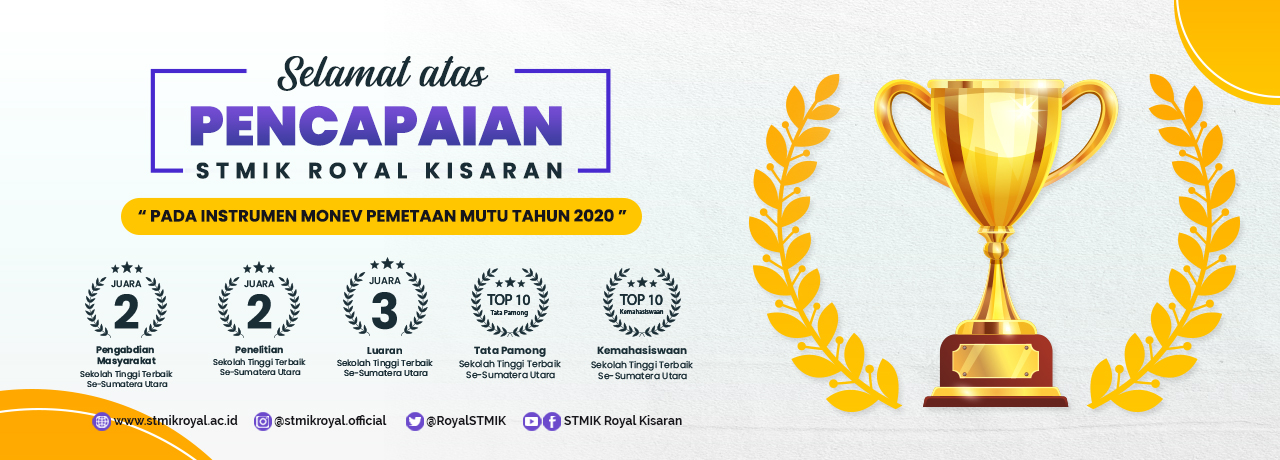 Selamat atas
PENCAPAIAN
STMIK ROYAL KISARAN
“ PADA INSTRUMEN MONEV PEMETAAN MUTU TAHUN 2020 ”
JUARA
2
Pengabdian
Masyarakat
Sekolah Tinggi Terbaik
Se-Sumatera Utara
JUARA
2
Penelitian
Sekolah Tinggi Terbaik
Se-Sumatera Utara
JUARA
3
Luaran
Sekolah Tinggi Terbaik
Se-Sumatera Utara
TOP 10
Tata Pamong
Tata Pamong
Sekolah Tinggi Terbaik
Se-Sumatera Utara
TOP 10
Kemahasiswaan
Kemahasiswaan
Sekolah Tinggi Terbaik
Se-Sumatera Utara
www.stmikroyal.ac.id @stmikroyal.official @RoyalSTMIK STMIK Royal Kisaran